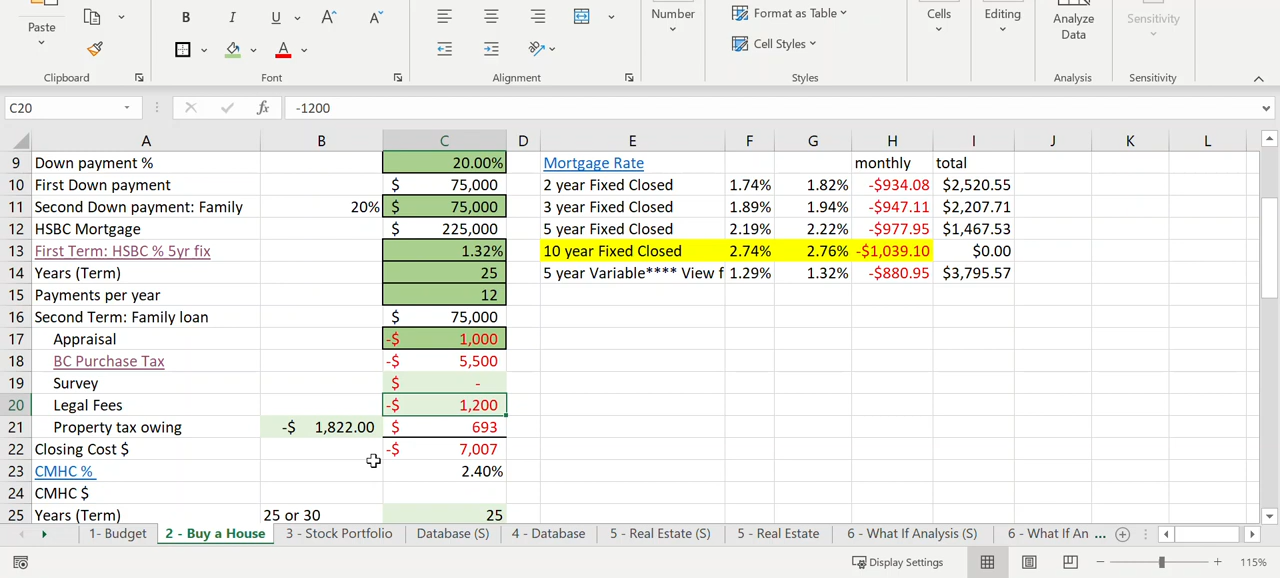 Paste
B I U A A
A
Clipboard
Font
Alignment
Number
Format as Table
Cell Styles
Styles
Cells
Editing
Analyze Data
Analysis
Sensitivity
Sensitivity
C20 fx -1200
A B C D E F G H I J K L
9 Down payment % 20.00% Mortgage Rate monthly total
10 First Down payment $ 75,000 2 year Fixed Closed 1.74% 1.82% -$934.08 $2,520.55
11 Second Down payment: Family 20% $ 75,000 3 year Fixed Closed 1.89% 1.94% -$947.11 $2,207.71
12 HSBC Mortgage $ 225,000 5 year Fixed Closed 2.19% 2.22% -$977.95 $1,467.53
13 First Term: HSBC % 5yr fix 1.32% 10 year Fixed Closed 2.74% 2.76% -$1,039.10 $0.00
14 Years (Term) 25 5 year Variable**** View f 1.29% 1.32% -$880.95 $3,795.57
15 Payments per year 12
16 Second Term: Family loan $ 75,000
17 Appraisal -$ 1,000
18 BC Purchase Tax -$ 5,500
19 Survey $ -
20 Legal Fees -$ 1,200
21 Property tax owing -$ 1,822.00 $ 693
22 Closing Cost $ -$ 7,007
23 CMHC % 2.40%
24 CMHC $
25 Years (Term) 25 or 30 25
1- Budget 2 - Buy a House 3 - Stock Portfolio Database (S) 4 - Database 5 - Real Estate (S) 5 - Real Estate 6 - What If Analysis (S) 6 - What If An ...
Display Settings 115%